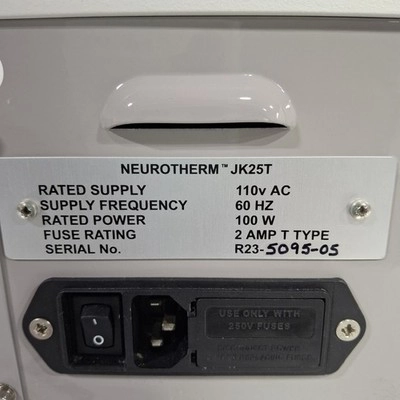 NEUROTHERM™ JK25T
RATED SUPPLY 110v AC
SUPPLY FREQUENCY 60 HZ
RATED POWER 100 W
FUSE RATING 2 AMP T TYPE
SERIAL No. R23-5095-05
USE ONLY WITH
250V FUSES